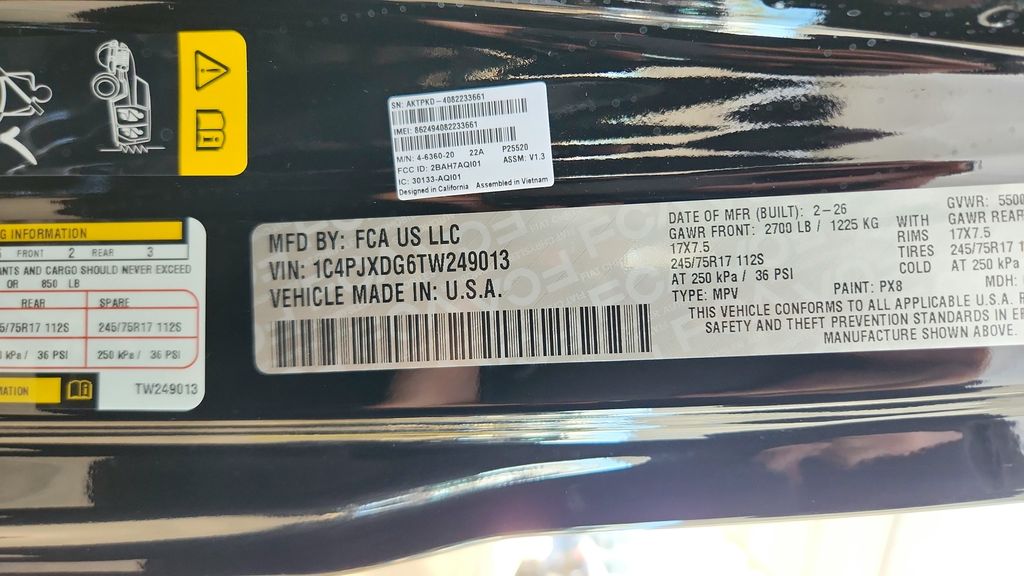 SN: AKTPKD-4082233661
IMEI: 862494082233661
M/N: 4-6360-20 22A P25520
FCC ID: 2BAH7AQI01 ASSM: V1.3
IC: 30133-AQI01
Designed in California Assembled in Vietnam
INFORMATION
FRONT 2 REAR 3
AND CARGO SHOULD NEVER EXCEED
OR 850 LB
REAR SPARE
245/75R17 112S
kPa / 36 PSI 250 kPa / 36 PSI
TW249013
MFD BY: FCA US LLC
VIN: 1C4PJXDG6TW249013
VEHICLE MADE IN: U.S.A.
DATE OF MFR (BUILT): 2-26 GVWR: 5500
GAWR FRONT: 2700 LB / 1225 KG WITH GAWR REAR
17X7.5 RIMS 17X7.5
245/75R17 112S TIRES 245/75R17 112S
AT 250 kPa / 36 PSI COLD AT 250 kPa / 36 PSI
TYPE: MPV PAINT: PX8 MDH:
THIS VEHICLE CONFORMS TO ALL APPLICABLE U.S.A.
SAFETY AND THEFT PREVENTION STANDARDS IN
MANUFACTURE SHOWN ABOVE.